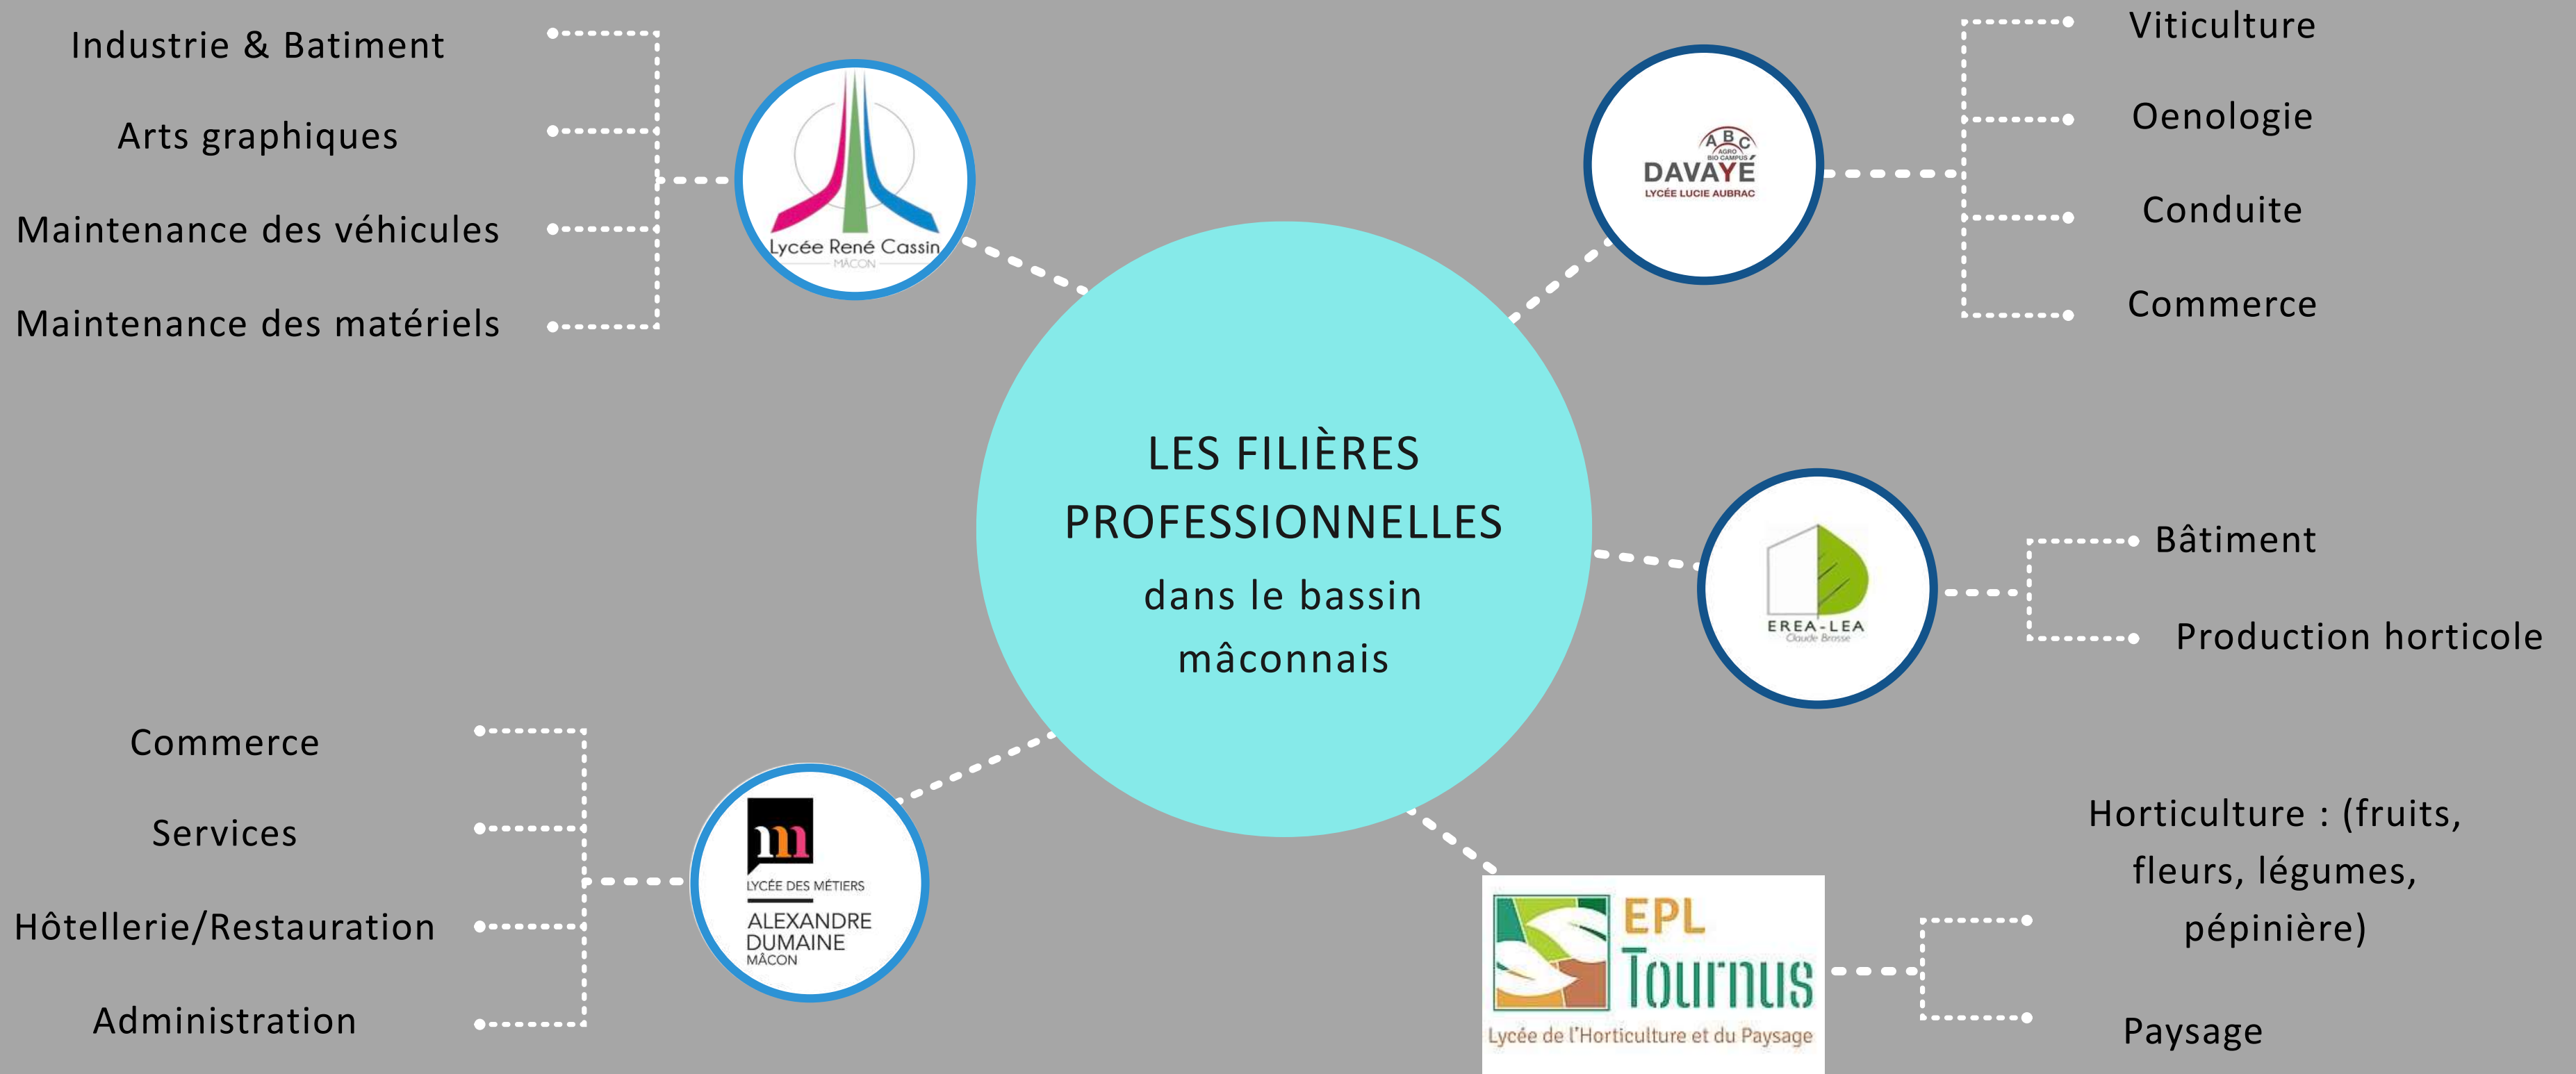 Industrie & Batiment
Arts graphiques
Maintenance des véhicules
Maintenance des matériels
Lycée René Cassin
MÂCON
A B C
AGRO
BIO CAMPUS
DAVAYÉ
LYCÉE LUCIE AUBRAC
Viticulture
Oenologie
Conduite
Commerce
LES FILIÈRES
PROFESSIONNELLES
dans le bassin
mâconnais
EREA-LEA
Claude Brosse
Bâtiment
Production horticole
Commerce
Services
Hôtellerie/Restauration
Administration
m
LYCÉE DES MÉTIERS
ALEXANDRE
DUMAINE
MÂCON
EPL
Tournus
Lycée de l'Horticulture et du Paysage
Horticulture : (fruits,
fleurs, légumes,
pépinière)
Paysage